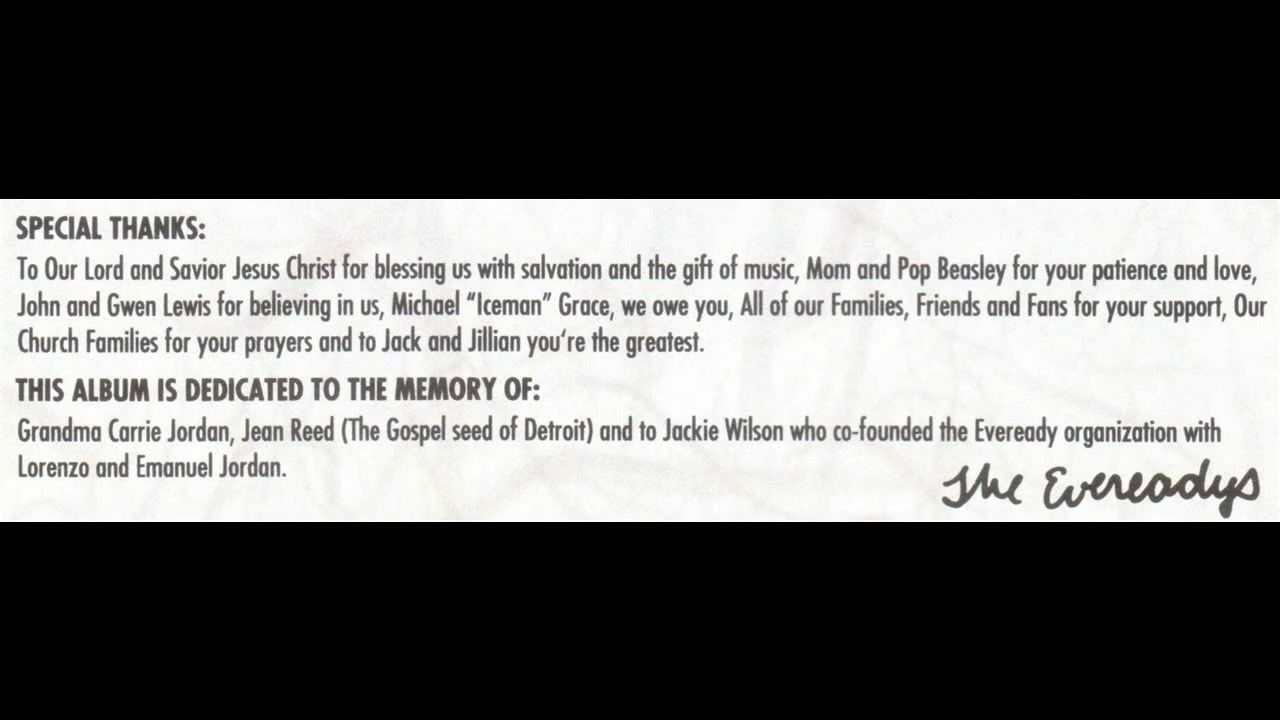 SPECIAL THANKS:
To Our Lord and Savior Jesus Christ for blessing us with salvation and the gift of music, Mom and Pop Beasley for your patience and love,
John and Gwen Lewis for believing in us, Michael “Iceman” Grace, we owe you, All of our Families, Friends and Fans for your support, Our
Church Families for your prayers and to Jack and Jillian you‘re the greatest.
THIS ALBUM IS DEDICATED TO THE MEMORY OF:
Grandma Carrie Jordan, Jean Reed (The Gospel seed of Detroit) and to Jackie Wilson who co-founded the Eveready organization with
Lorenzo and Emanuel Jordan.
The Evereadys